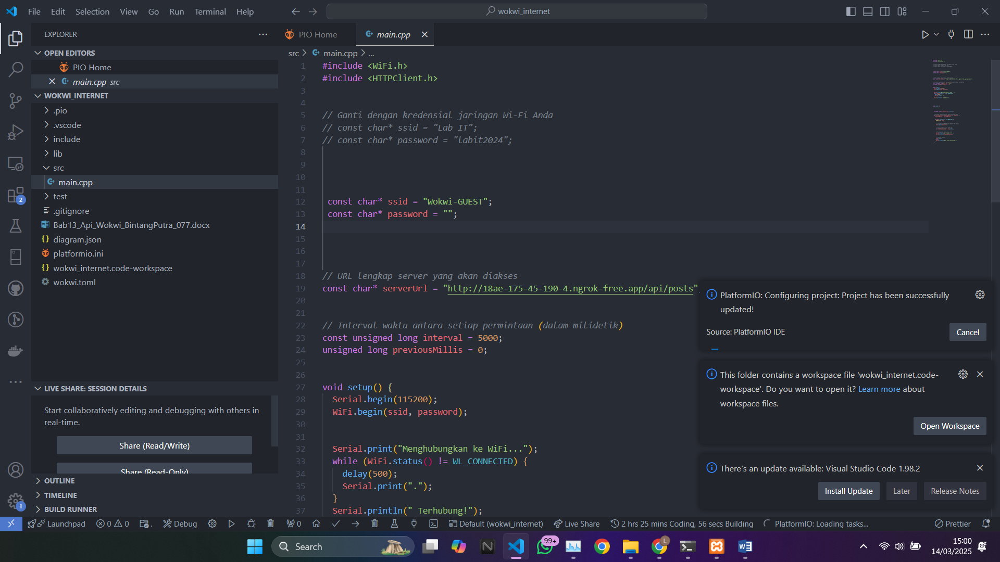 File Edit Selection View Go Run Terminal Help
wokwi_internet
EXPLORER
OPEN EDITORS
PIO Home
main.cpp src
WOKWI_INTERNET
.pio
.vscode
include
lib
src
main.cpp
test
.gitignore
Bab13_Api_Wokwi_BintangPutra_077.docx
diagram.json
platformio.ini
wokwi_internet.code-workspace
wokwi.toml
LIVE SHARE: SESSION DETAILS
Start collaboratively editing and debugging with others in
real-time.
Share (Read/Write)
Share (Read-Only)
OUTLINE
TIMELINE
BUILD RUNNER
2
1
PIO Home
main.cpp
src > main.cpp > ...
1 #include <WiFi.h>
2 #include <HTTPClient.h>
3
4
5 // Ganti dengan kredensial jaringan Wi-Fi Anda
6 // const char* ssid = "Lab IT";
7 // const char* password = "labit2024";
8
9
10
11
12 const char* ssid = "Wokwi-GUEST";
13 const char* password = "";
14
15
16
17
18 // URL lengkap server yang akan diakses
19 const char* serverUrl = "http://18ae-175-45-190-4.ngrok-free.app/api/posts"
20
21
22 // Interval waktu antara setiap permintaan (dalam milidetik)
23 const unsigned long interval = 5000;
24 unsigned long previousMillis = 0;
25
26
27 void setup() {
28 Serial.begin(115200);
29 WiFi.begin(ssid, password);
30
31
32 Serial.print("Menghubungkan ke WiFi...");
33 while (WiFi.status() != WL_CONNECTED) {
34 delay(500);
35 Serial.print(".");
36 }
37 Serial.println(" Terhubung!");
PlatformIO: Configuring project: Project has been successfully
updated!
Source: PlatformIO IDE
Cancel
This folder contains a workspace file 'wokwi_internet.code-
workspace'. Do you want to open it? Learn more about
workspace files.
Open Workspace
There's an update available: Visual Studio Code 1.98.2
Install Update Later Release Notes
Launchpad 0 0 Debug 0 Default (wokwi_internet) Live Share 2 hrs 25 mins Coding, 56 secs Building PlatformIO: Loading tasks... Prettier
Search
99+
L
15:00
14/03/2025